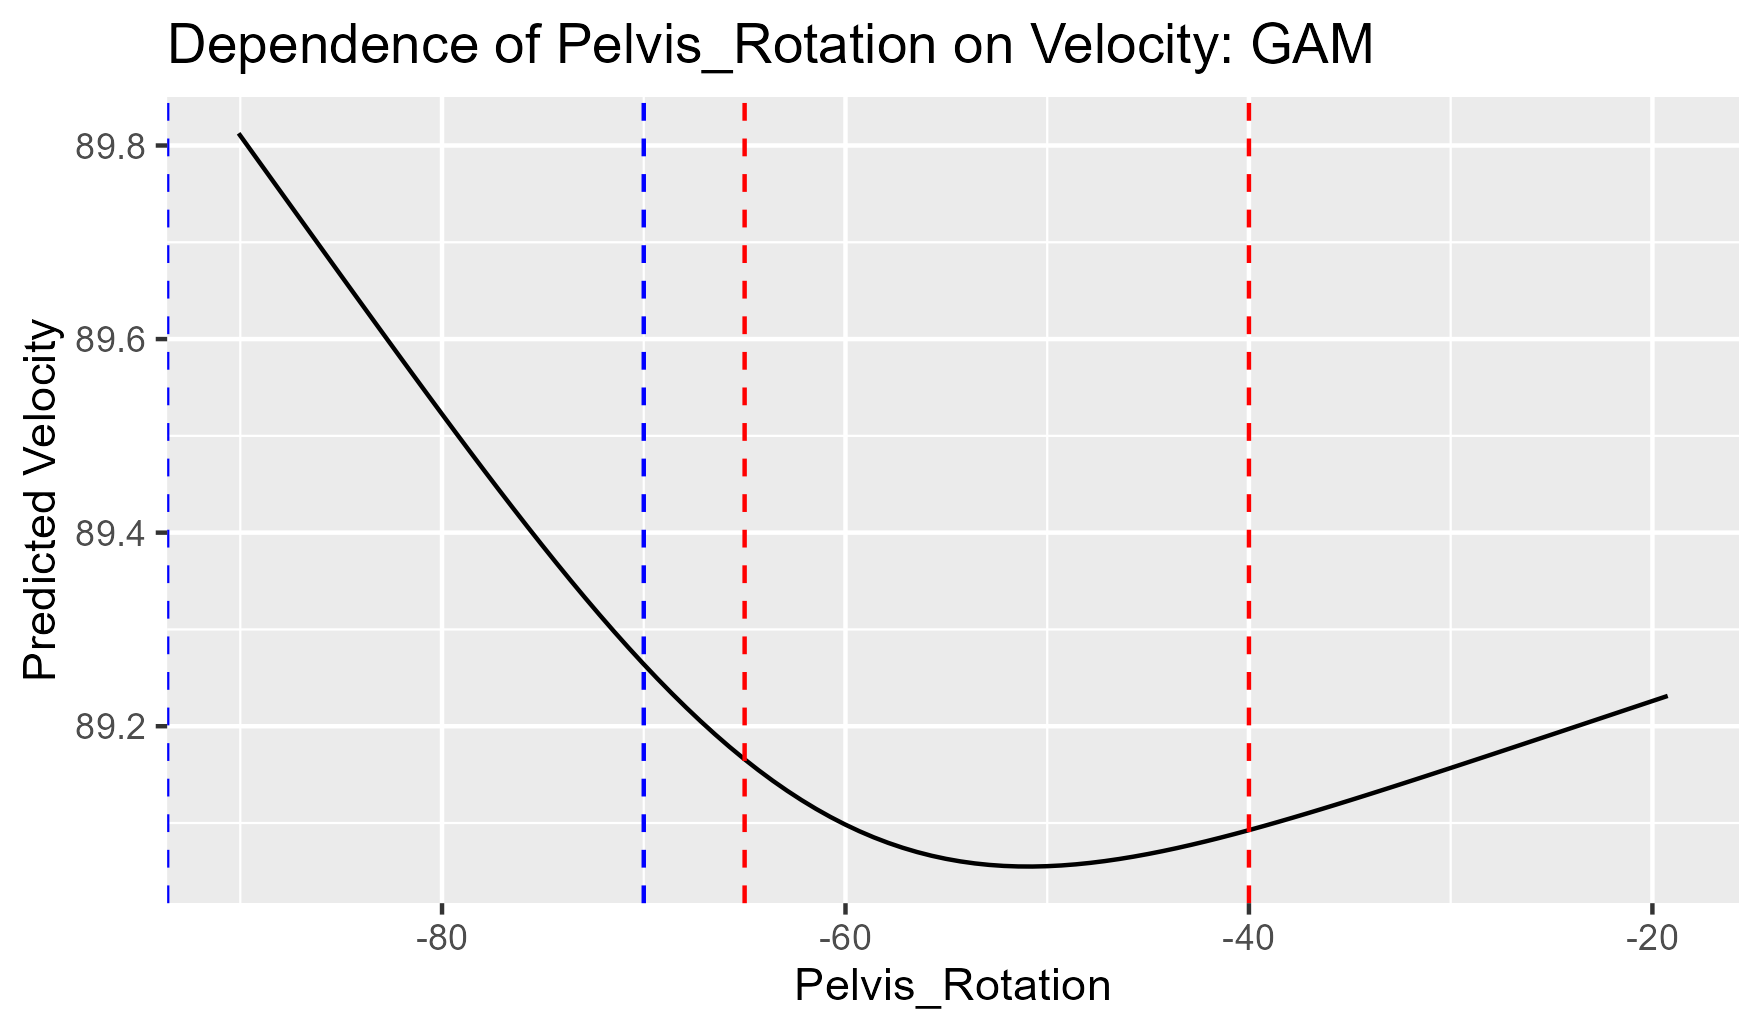 Dependence of Pelvis_Rotation on Velocity: GAM
89.8
89.6
89.4
89.2
Predicted Velocity
-80
-60
-40
-20
Pelvis_Rotation